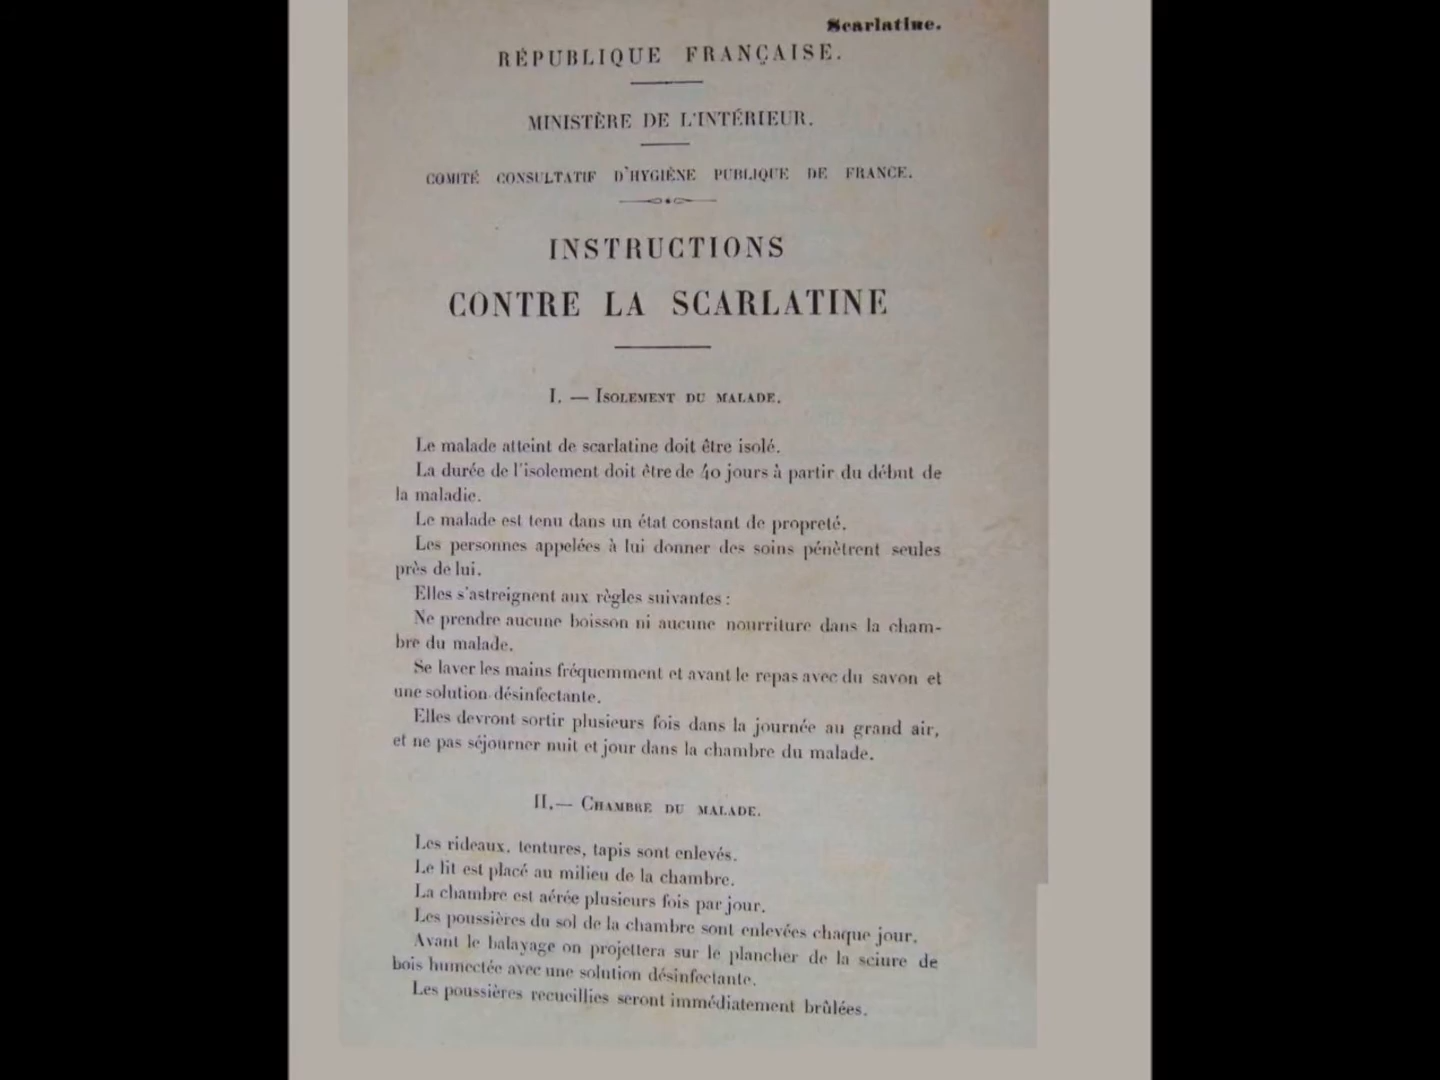 Scarlatine.
RÉPUBLIQUE FRANÇAISE.
MINISTÈRE DE L'INTÉRIEUR.
COMITÉ CONSULTATIF D'HYGIÈNE PUBLIQUE DE FRANCE.
INSTRUCTIONS
CONTRE LA SCARLATINE
I. — ISOLEMENT DU MALADE.
Le malade atteint de scarlatine doit être isolé.
La durée de l'isolement doit être de 40 jours à partir du début de
la maladie.
Le malade est tenu dans un état constant de propreté.
Les personnes appelées à lui donner des soins pénètrent seules
près de lui.
Elles s'astreignent aux règles suivantes :
Ne prendre aucune boisson ni aucune nourriture dans la cham-
bre du malade.
Se laver les mains fréquemment et avant le repas avec du savon et
une solution désinfectante.
Elles devront sortir plusieurs fois dans la journée au grand air,
et ne pas séjourner nuit et jour dans la chambre du malade.
II. — CHAMBRE DU MALADE.
Les rideaux. tentures, tapis sont enlevés.
Le lit est placé au milieu de la chambre.
La chambre est aérée plusieurs fois par jour.
Les poussières du sol de la chambre sont enlevées chaque jour.
Avant le balayage on projettera sur le plancher de la sciure de
bois humectée avec une solution désinfectante.
Les poussières recueillies seront immédiatement brûlées.